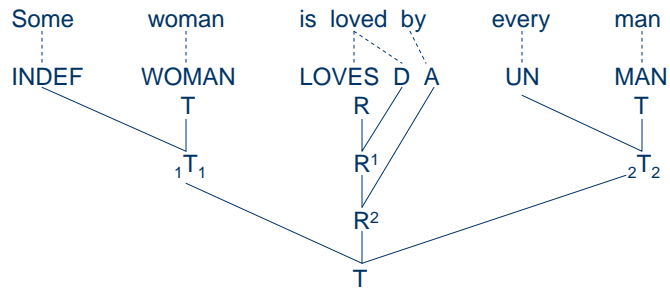 Some woman is loved by every man
INDEF WOMAN LOVES D A UN MAN
T R T
₁T₁ R¹ ₂T₂
R²
T